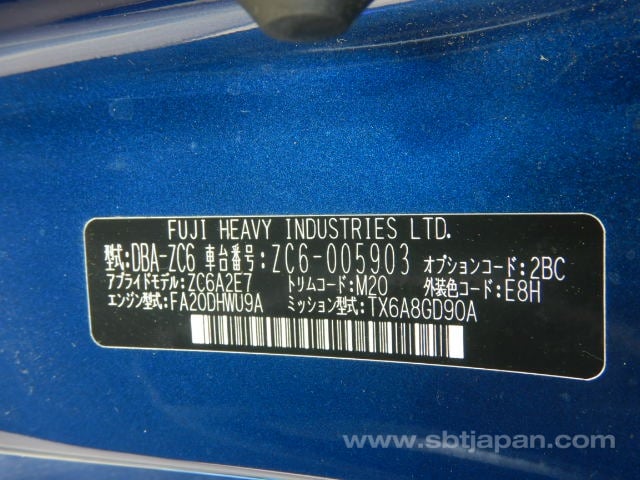 FUJI HEAVY INDUSTRIES LTD.
型式:DBA-ZC6 車台番号:ZC6-005903 オプションコード:2BC
アプライドモデル:ZC6A2E7 トリムコード:M20 外装色コード:E8H
エンジン型式:FA20DHWU9A ミッション型式:TX6A8GD90A
www.sbtjapan.com